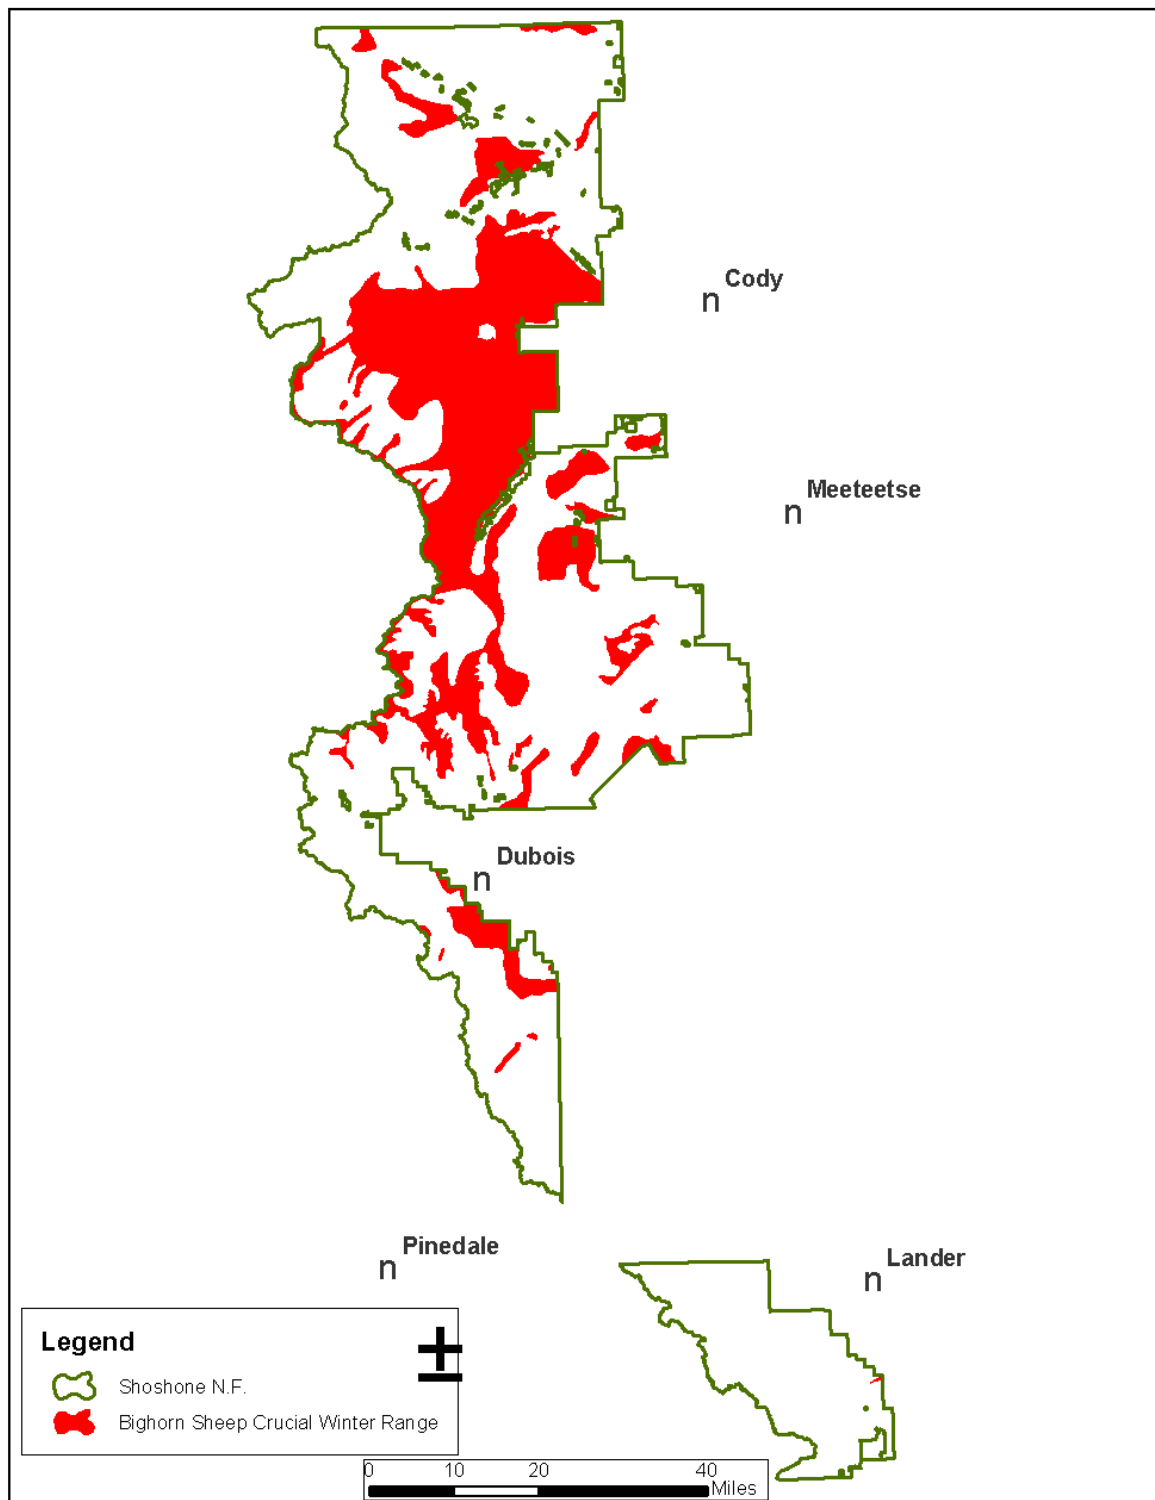 Cody
n
Meeteetse
n
Dubois
n
Pinedale
n
Lander
n
Legend
±
Shoshone N.F.
Bighorn Sheep Crucial Winter Range
0 10 20 40
Miles